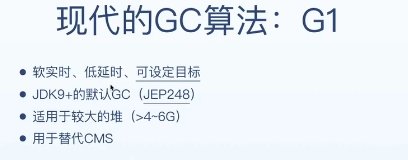 现代的GC算法：G1
● 软实时、低延时、可设定目标
● JDK9+的默认GC（JEP248）
● 适用于较大的堆（>4~6G）
● 用于替代CMS